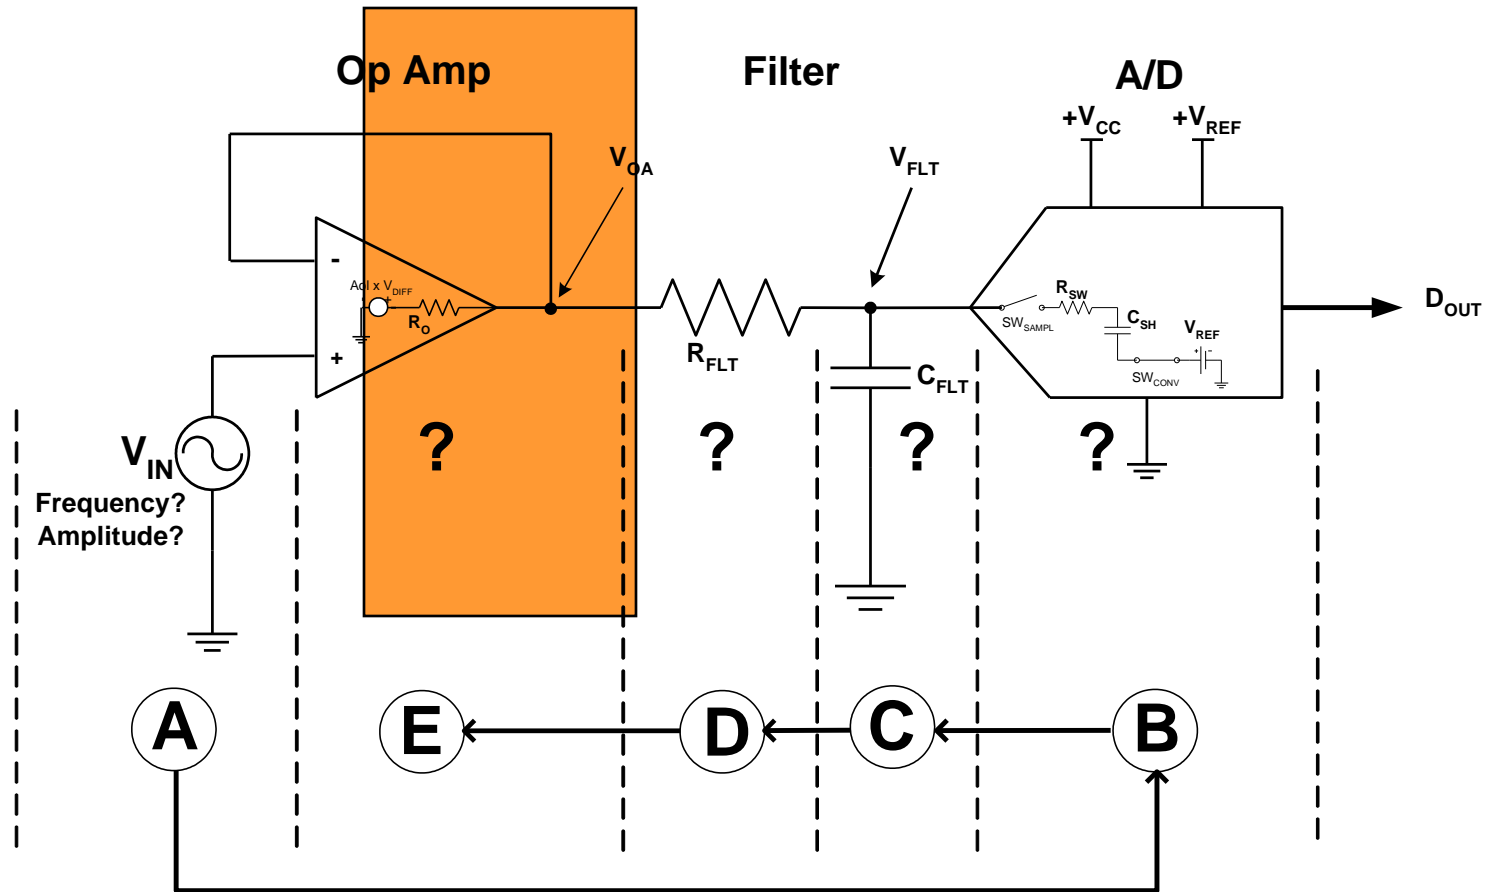 Op Amp
Filter
A/D
+VCC
+VREF
VOA
VFLT
-
Aol x VDIFF
+
RO
+
RFLT
CFLT
RSW
SWSAMPL
CSH
VREF
+ -
SWCONV
DOUT
VIN
Frequency?
Amplitude?
?
?
?
?
A
E
D
C
B